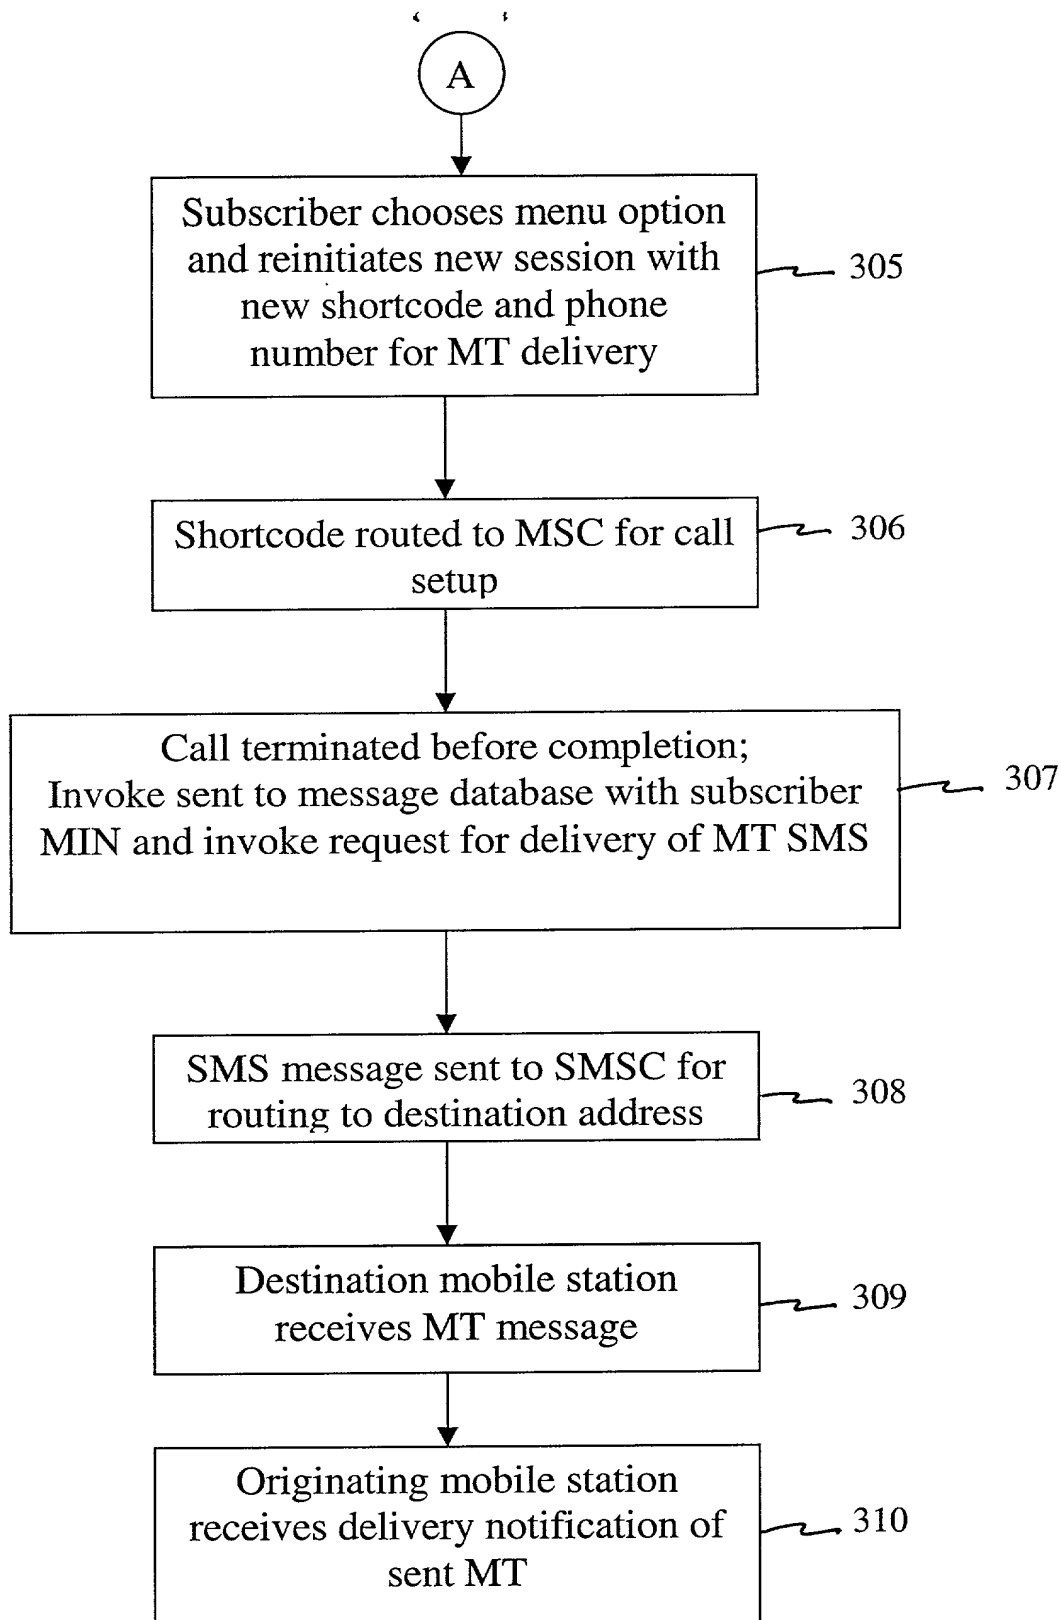 A
Subscriber chooses menu option
and reinitiates new session with
new shortcode and phone
number for MT delivery
305
Shortcode routed to MSC for call
setup
306
Call terminated before completion;
Invoke sent to message database with subscriber
MIN and invoke request for delivery of MT SMS
307
SMS message sent to SMSC for
routing to destination address
308
Destination mobile station
receives MT message
309
Originating mobile station
receives delivery notification of
sent MT
310